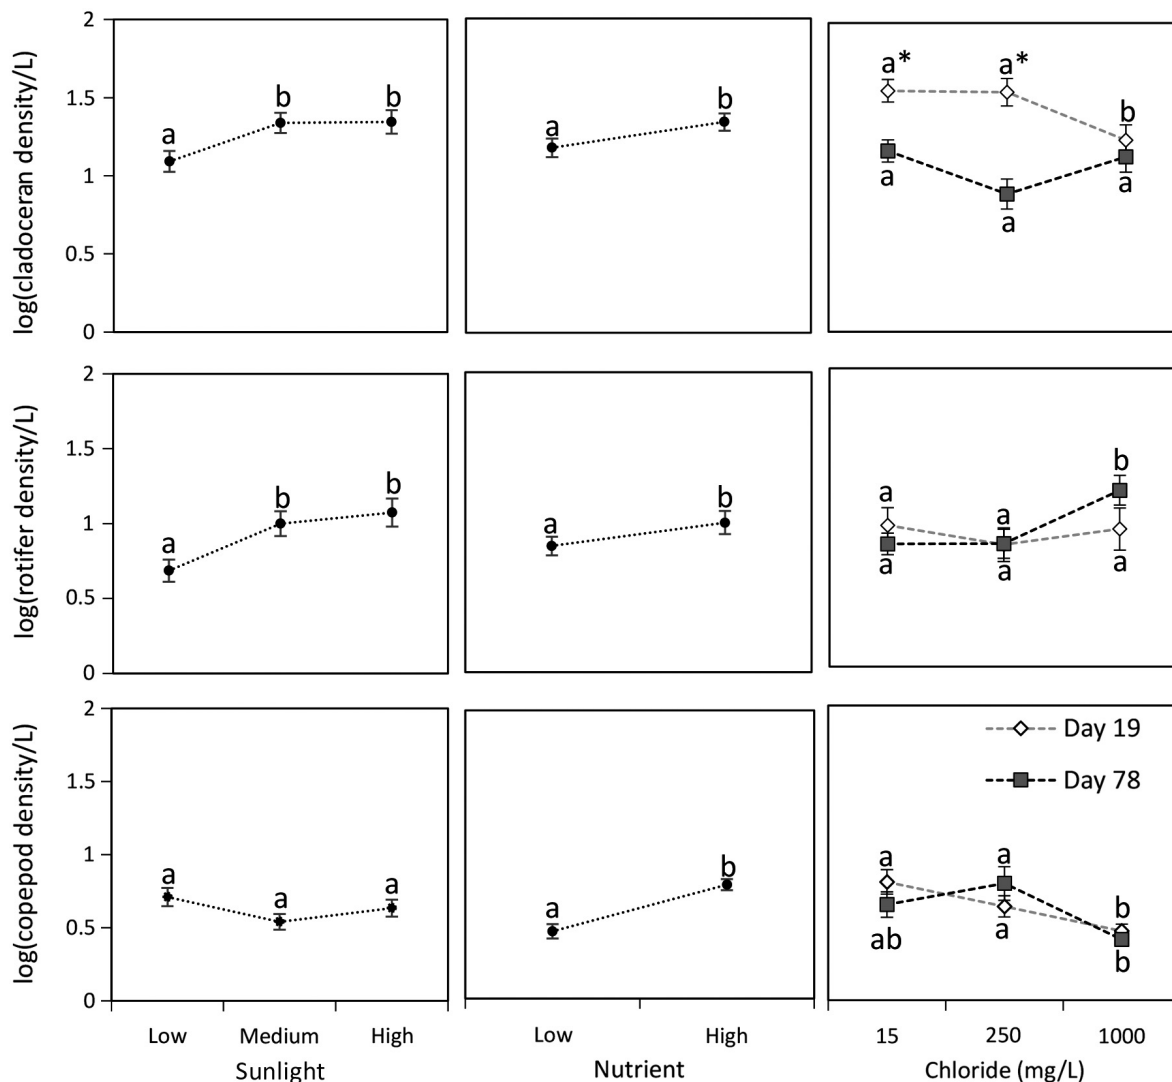 log(cladoceran density/L)
2
1.5
1
0.5
0
a
b
b
a
b
a*
a*
b
a
a
a
log(rotifer density/L)
2
1.5
1
0.5
0
a
b
b
a
b
a
a
b
a
a
a
log(copepod density/L)
2
1.5
1
0.5
0
a
a
a
a
b
Day 19
Day 78
a
a
b
ab
a
b
Low
Medium
High
Sunlight
Low
High
Nutrient
15
250
1000
Chloride (mg/L)